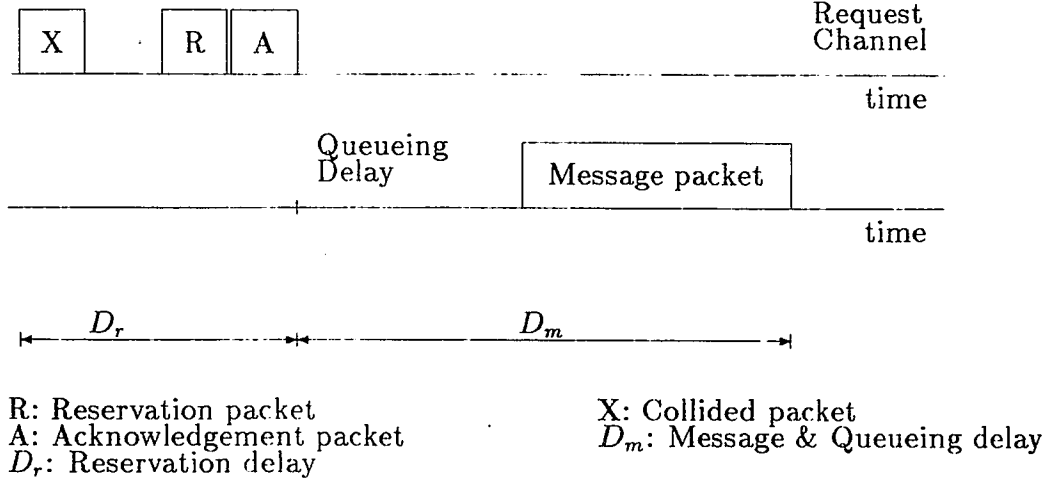 X
R
A
Request
Channel
time
Queueing
Delay
Message packet
time
D_r
D_m
R: Reservation packet
A: Acknowledgement packet
D_r: Reservation delay
X: Collided packet
D_m: Message & Queueing delay